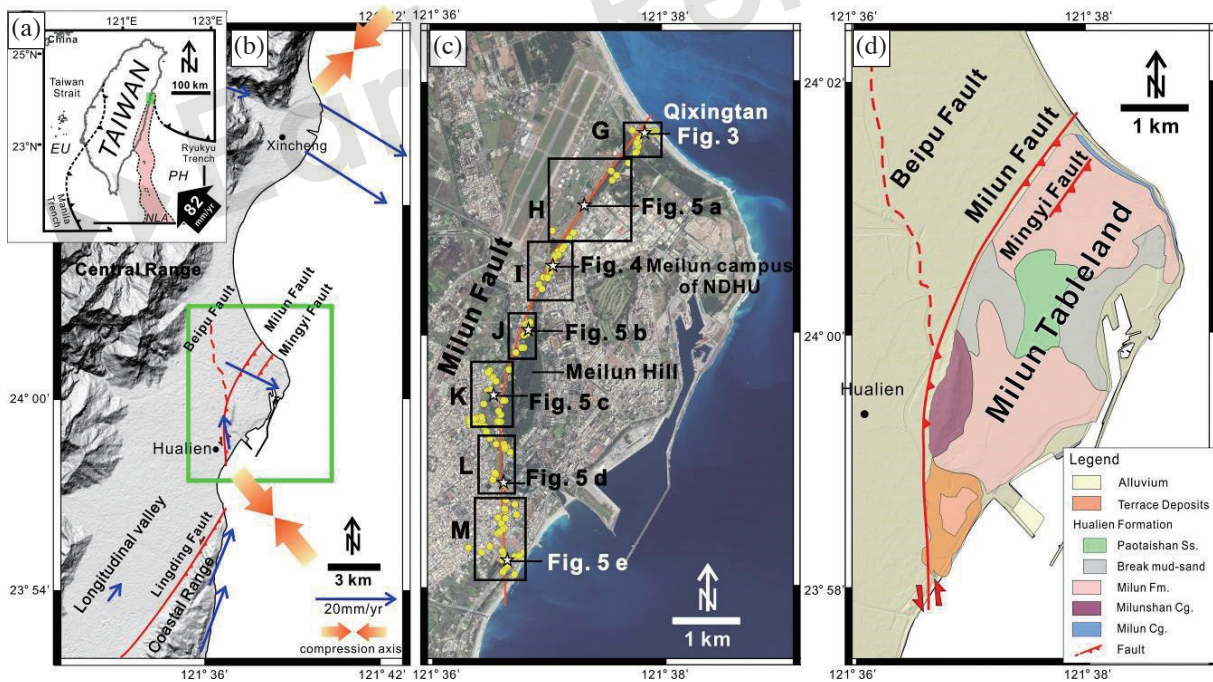 (a)
121°E
123°E
China
25°N
N
100 km
Taiwan
Strait
TAIWAN
EU
23°N
Ryukyu
Trench
PH
Manila
Trench
NLA
82
mm/yr
(b)
N
Xincheng
Central Range
Beipu Fault
Milun Fault
Mingyi Fault
24° 00
Hualien
Longitudinal valley
Lingding Fault
Coastal Range
23° 54
N
3 km
20mm/yr
compression axis
121° 36'
121° 42'
121° 36
121° 38
(c)
G
Qixingtan
Fig. 3
H
Fig. 5 a
I
Fig. 4
Meilun campus
of NDHU
Milun Fault
J
Fig. 5 b
Meilun Hill
K
Fig. 5 c
L
Fig. 5 d
M
Fig. 5 e
N
1 km
121° 36'
121° 38
121° 36
121° 38
(d)
24° 02
N
1 km
Beipu Fault
Milun Fault
Mingyi Fault
Milun Tableland
24° 00
Hualien
23° 58
Legend
Alluvium
Terrace Deposits
Hualien Formation
Paotaishan Ss.
Break mud-sand
Milun Fm.
Milunshan Cg.
Milun Cg.
Fault
121° 36'
121° 38